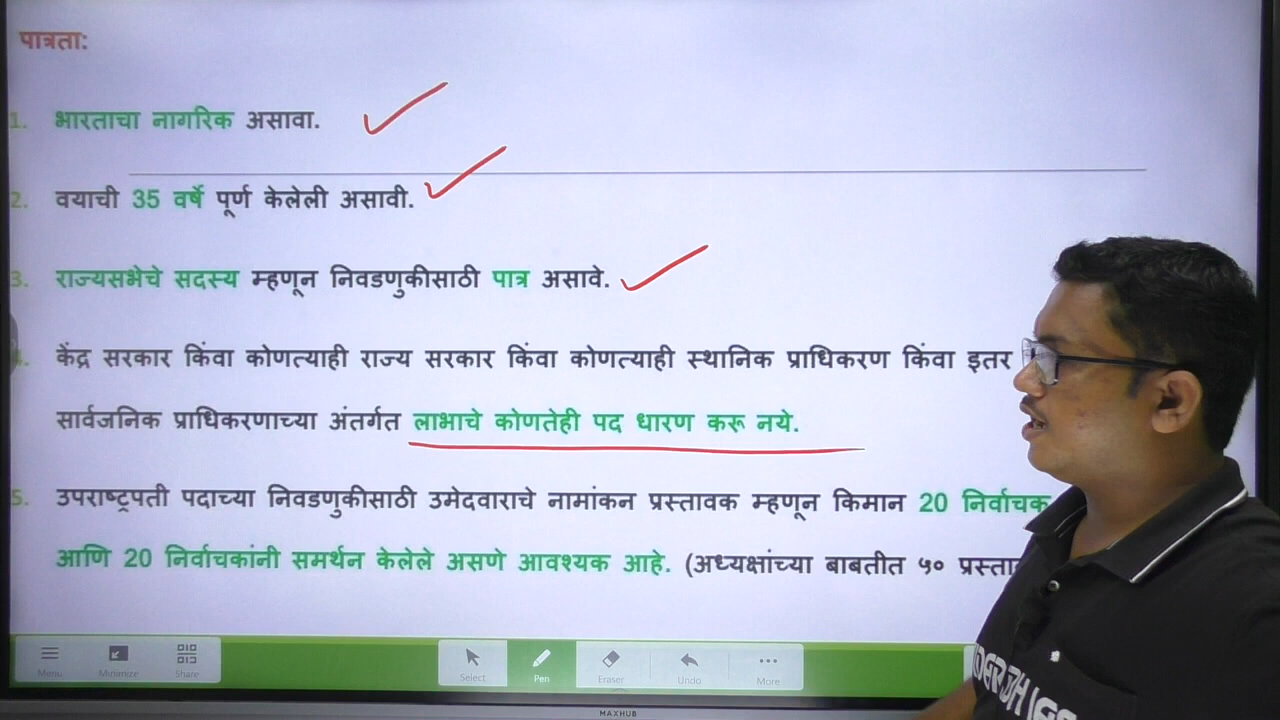 पात्रता:
1. भारताचा नागरिक असावा.
2. वयाची 35 वर्षे पूर्ण केलेली असावी.
3. राज्यसभेचे सदस्य म्हणून निवडणुकीसाठी पात्र असावे.
4. केंद्र सरकार किंवा कोणत्याही राज्य सरकार किंवा कोणत्याही स्थानिक प्राधिकरण किंवा इतर
सार्वजनिक प्राधिकरणाच्या अंतर्गत लाभाचे कोणतेही पद धारण करू नये.
5. उपराष्ट्रपती पदाच्या निवडणुकीसाठी उमेदवाराचे नामांकन प्रस्तावक म्हणून किमान 20 निर्वाचक
आणि 20 निर्वाचकांनी समर्थन केलेले असणे आवश्यक आहे. (अध्यक्षांच्या बाबतीत ५०
Menu Minimize Share Select Pen Eraser Undo More
MAXHUB